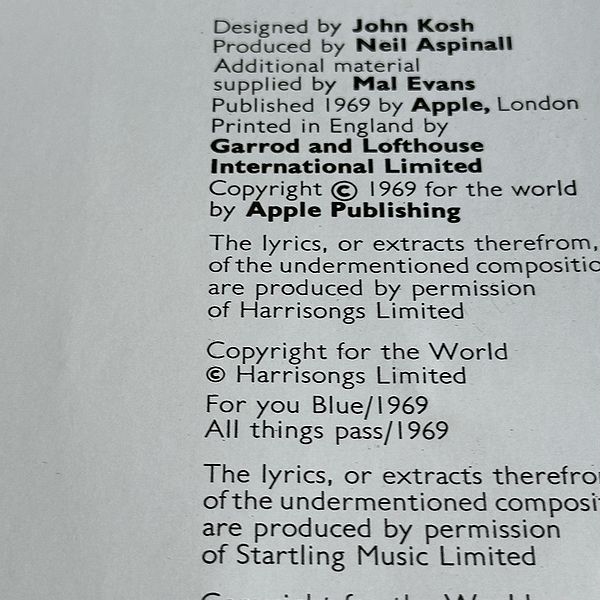 Designed by John Kosh
Produced by Neil Aspinall
Additional material
supplied by Mal Evans
Published 1969 by Apple, London
Printed in England by
Garrod and Lofthouse
International Limited
Copyright © 1969 for the world
by Apple Publishing
The lyrics, or extracts therefrom,
of the undermentioned
are produced by permission
of Harrisongs Limited
Copyright for the World
© Harrisongs Limited
For you Blue/1969
All things pass/1969
The lyrics, or extracts
of the undermentioned
are produced by permission
of Startling Music Limited